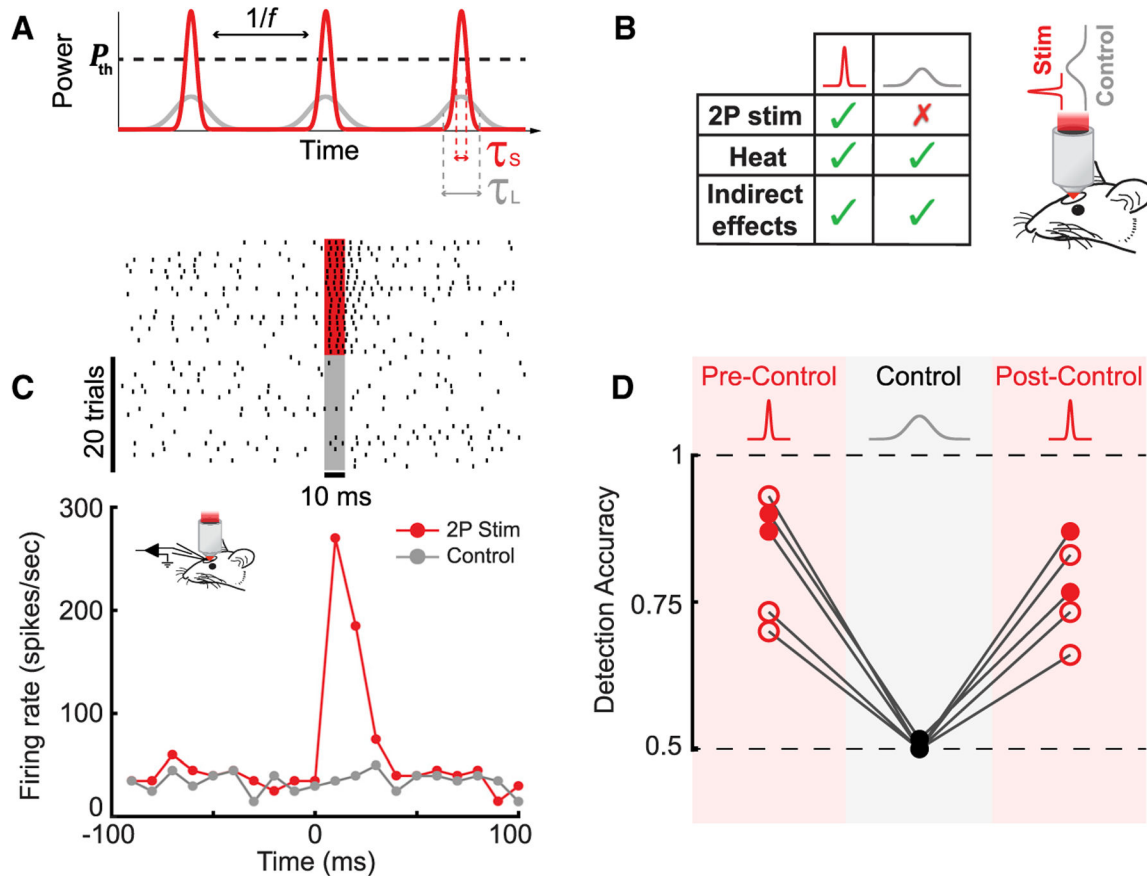 A
Power
P_th
1/f
Time
τ_S
τ_L
B
Stim
Control
2P stim
✓
✗
Heat
✓
✓
Indirect
effects
✓
✓
C
20 trials
10 ms
Firing rate (spikes/sec)
300
200
100
0
2P Stim
Control
-100
0
100
Time (ms)
D
Pre-Control
Control
Post-Control
Detection Accuracy
1
0.75
0.5